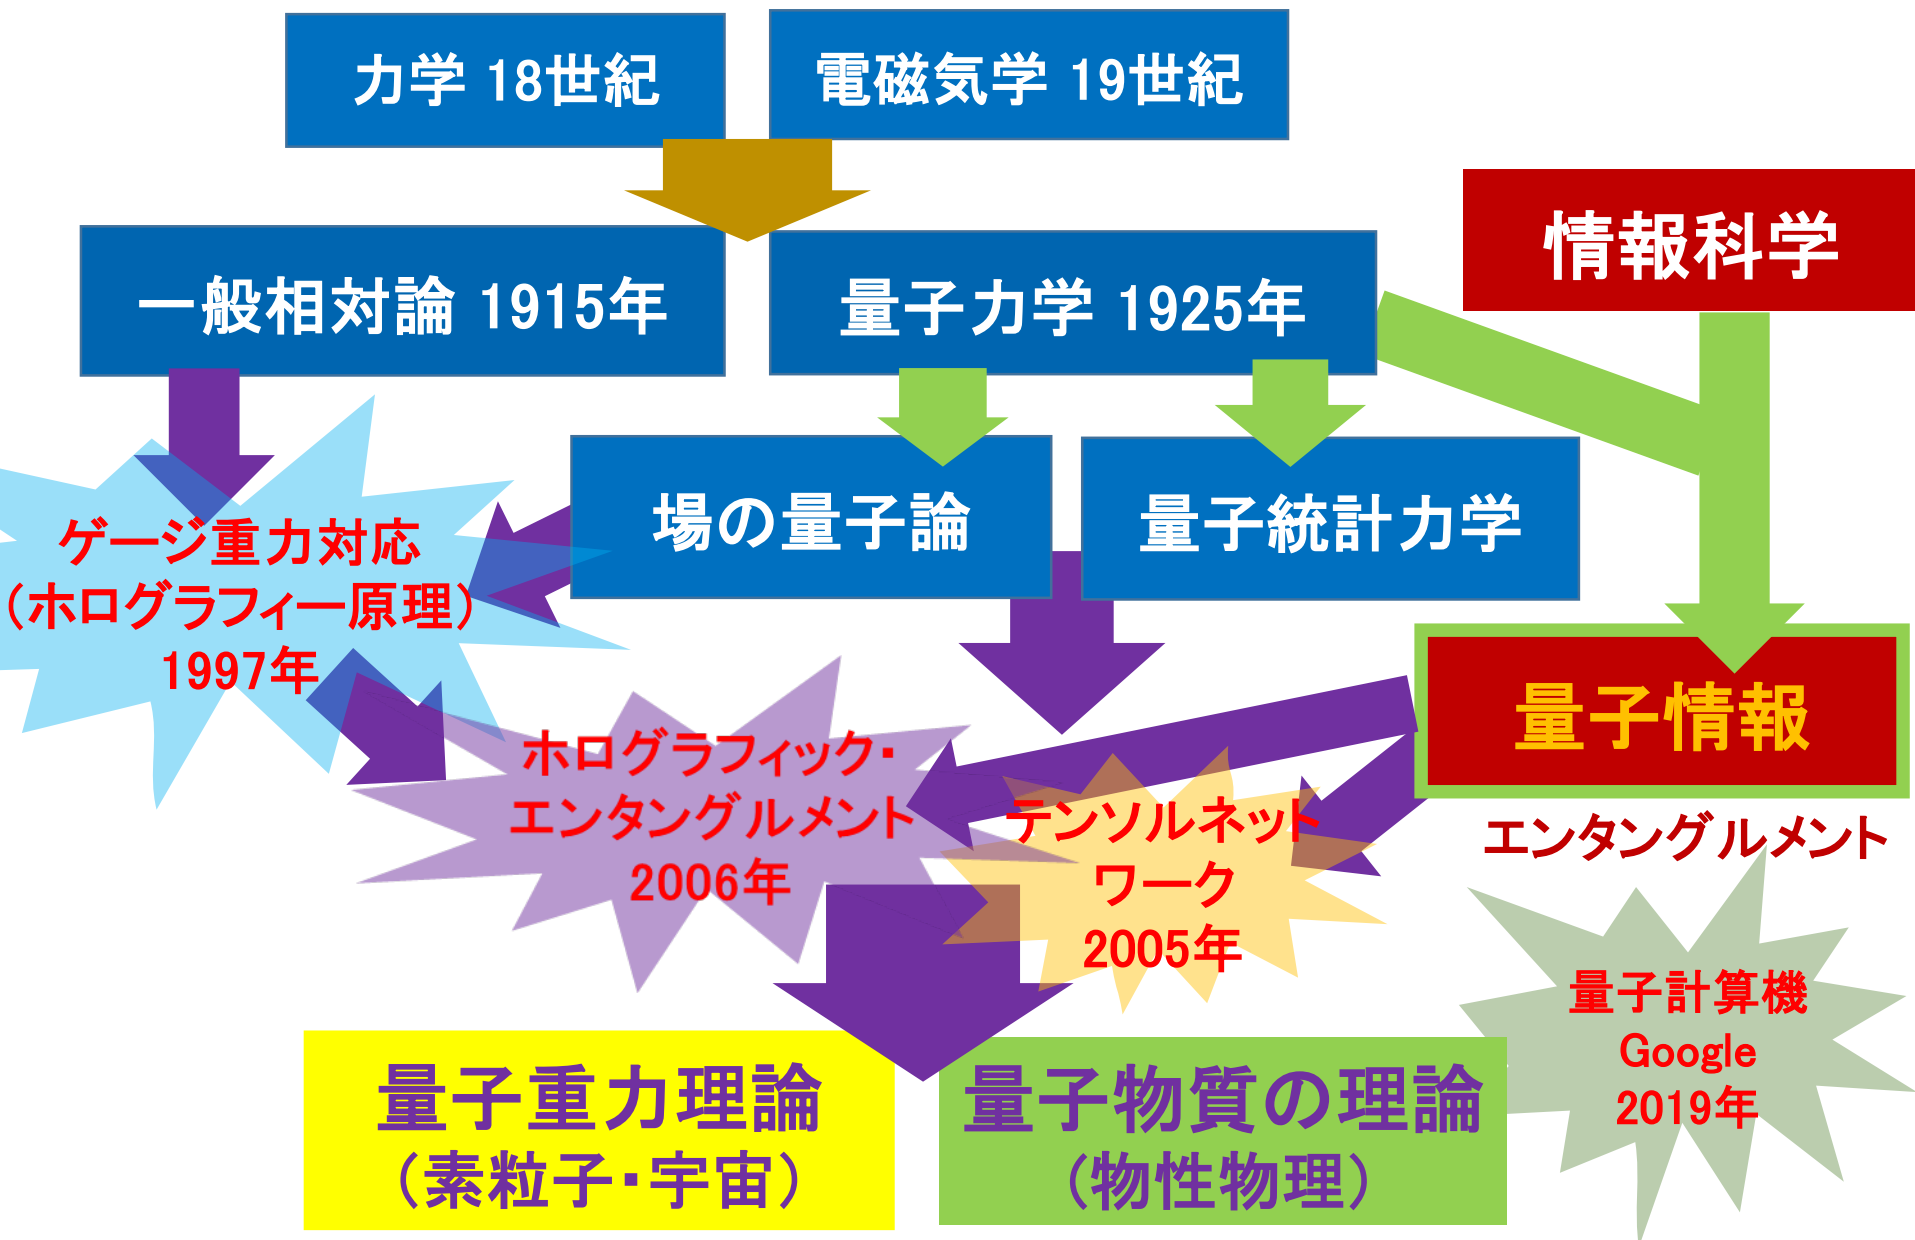 力学 18世紀
電磁気学 19世紀
情報科学
一般相対論 1915年
量子力学 1925年
場の量子論
量子統計力学
ゲージ重力対応
（ホログラフィー原理）
1997年
量子情報
エンタングルメント
ホログラフィック・
エンタングルメント
2006年
テンソルネット
ワーク
2005年
量子計算機
Google
2019年
量子重力理論
（素粒子・宇宙）
量子物質の理論
（物性物理）